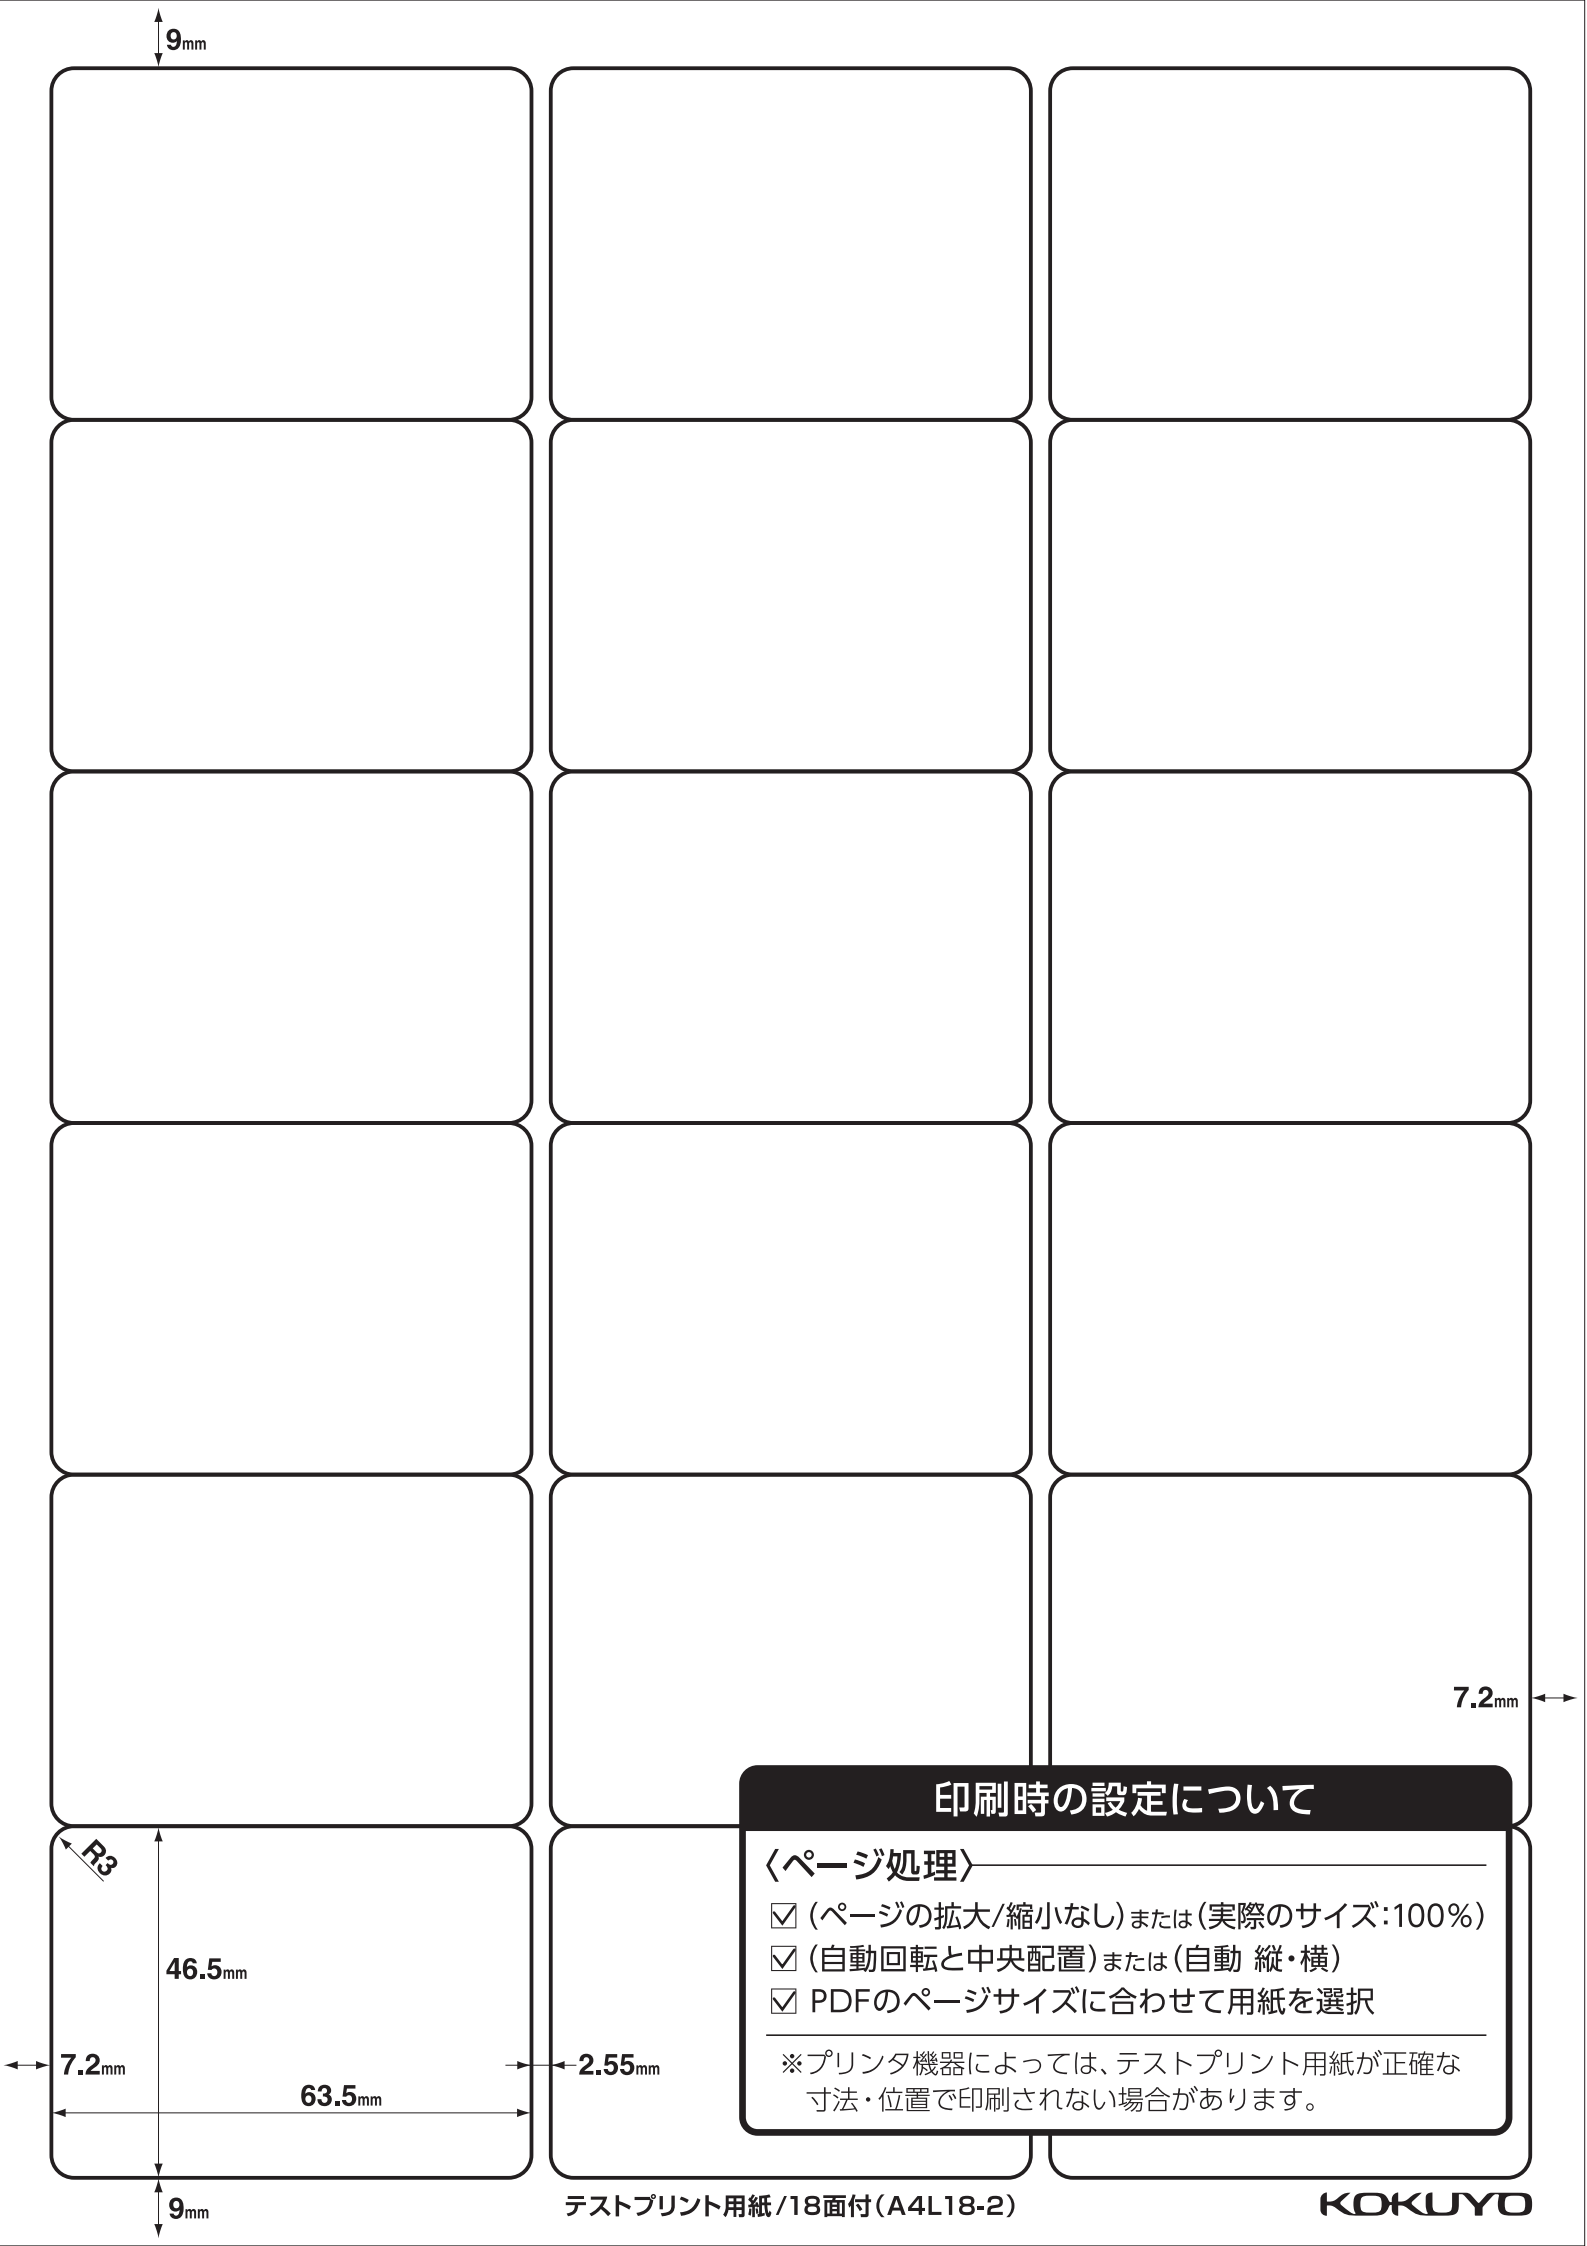 9mm
7.2mm
印刷時の設定について
〈ページ処理〉
☑（ページの拡大/縮小なし）または（実際のサイズ：100％）
☑（自動回転と中央配置）または（自動 縦・横）
☑ PDFのページサイズに合わせて用紙を選択
※プリンタ機器によっては、テストプリント用紙が正確な
寸法・位置で印刷されない場合があります。
R3
46.5mm
7.2mm
2.55mm
63.5mm
9mm
テストプリント用紙/18面付（A4L18-2）
KOKUYO